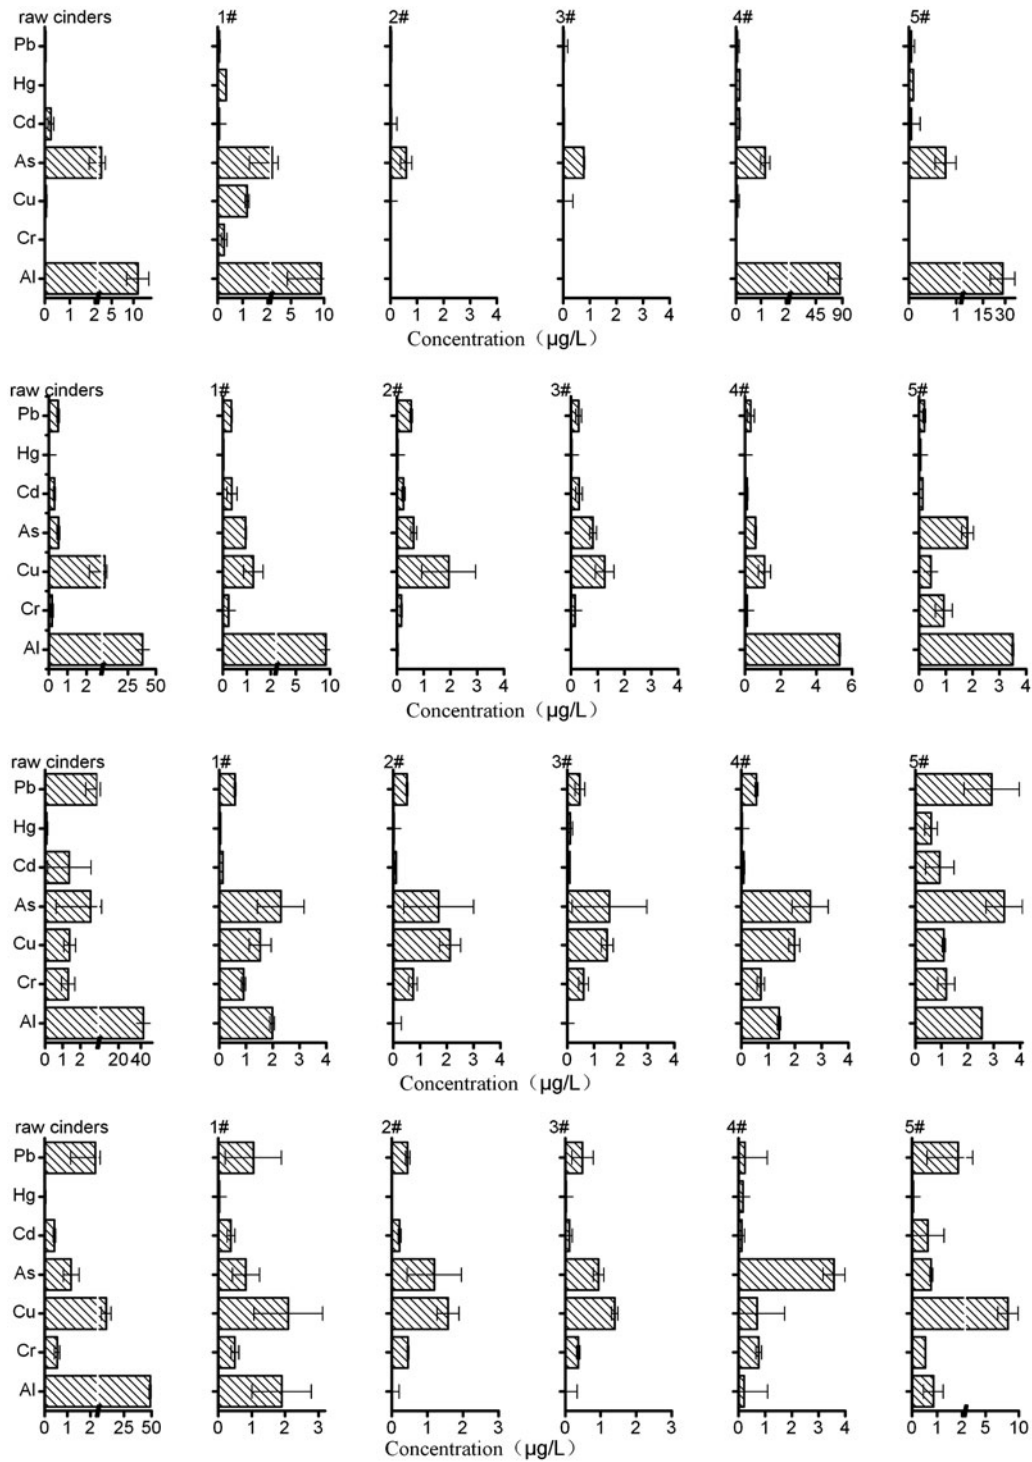 raw cinders 1# 2# 3# 4# 5#
Pb
Hg
Cd
As
Cu
Cr
Al
0 1 2 5 10 0 1 2 5 10 0 1 2 3 4 0 1 2 3 4 0 1 2 45 90 0 1 15 30
Concentration（μg/L）
raw cinders 1# 2# 3# 4# 5#
Pb
Hg
Cd
As
Cu
Cr
Al
0 1 2 25 50 0 1 2 5 10 0 1 2 3 4 0 1 2 3 4 0 2 4 6 0 1 2 3 4
Concentration（μg/L）
raw cinders 1# 2# 3# 4# 5#
Pb
Hg
Cd
As
Cu
Cr
Al
0 1 2 20 40 0 1 2 3 4 0 1 2 3 4 0 1 2 3 4 0 1 2 3 4 0 1 2 3 4
Concentration（μg/L）
raw cinders 1# 2# 3# 4# 5#
Pb
Hg
Cd
As
Cu
Cr
Al
0 1 2 25 50 0 1 2 3 0 1 2 3 0 1 2 3 0 1 2 3 4 0 1 2 5 10
Concentration（μg/L）